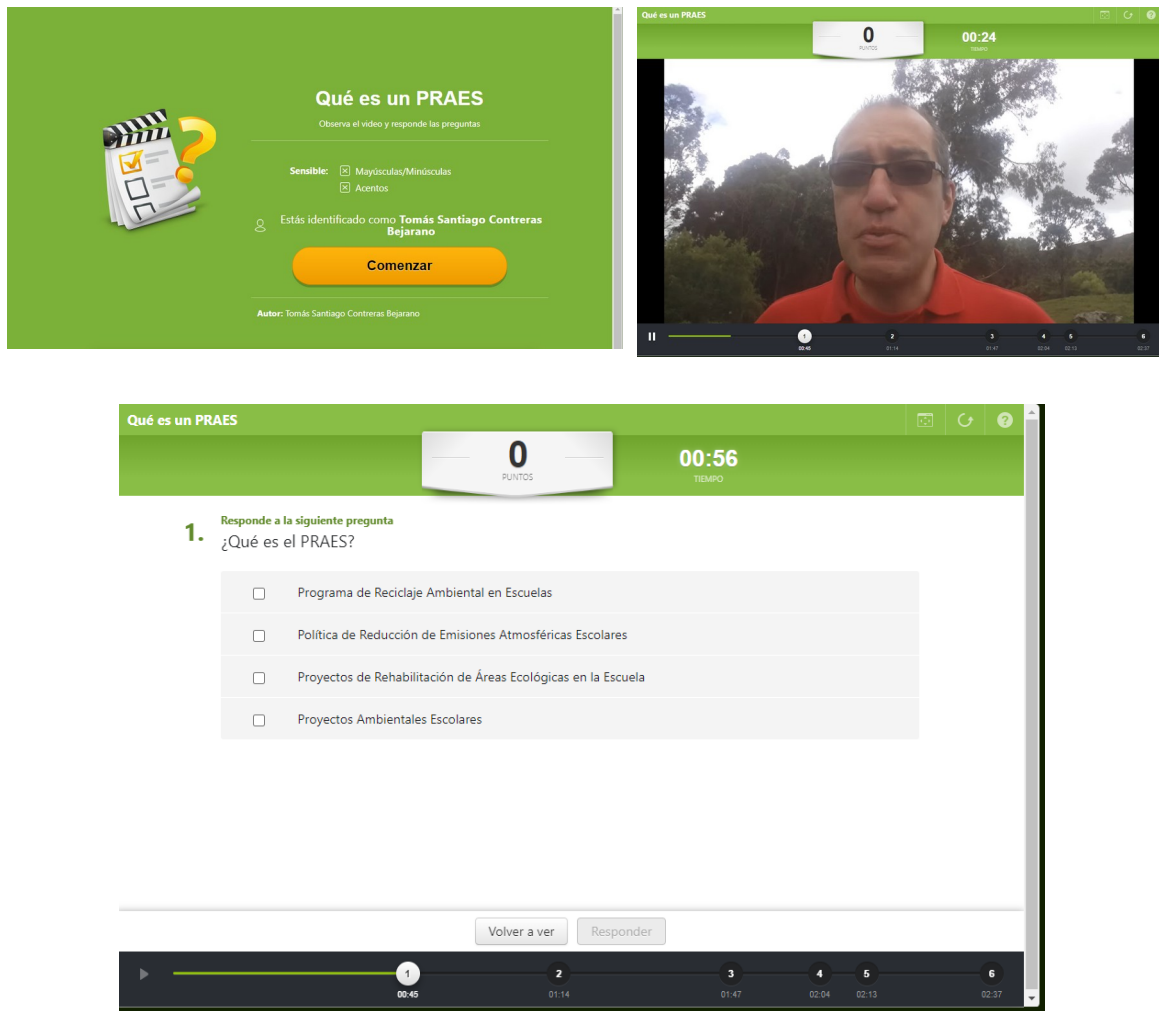 Qué es un PRAES
Observa el video y responde las preguntas
Sensible: Mayúsculas/Minúsculas
Acentos
Estás identificado como Tomás Santiago Contreras
Bejarano
Comenzar
Autor: Tomás Santiago Contreras Bejarano
Qué es un PRAES
0
PUNTOS
00:24
TIEMPO
1 2 3 4 5 6
00:45 01:14 01:47 02:04 02:13 02:37
Qué es un PRAES
0
PUNTOS
00:56
TIEMPO
1. Responde a la siguiente pregunta
¿Qué es el PRAES?
Programa de Reciclaje Ambiental en Escuelas
Política de Reducción de Emisiones Atmosféricas Escolares
Proyectos de Rehabilitación de Áreas Ecológicas en la Escuela
Proyectos Ambientales Escolares
Volver a ver Responder
1 2 3 4 5 6
00:45 01:14 01:47 02:04 02:13 02:37